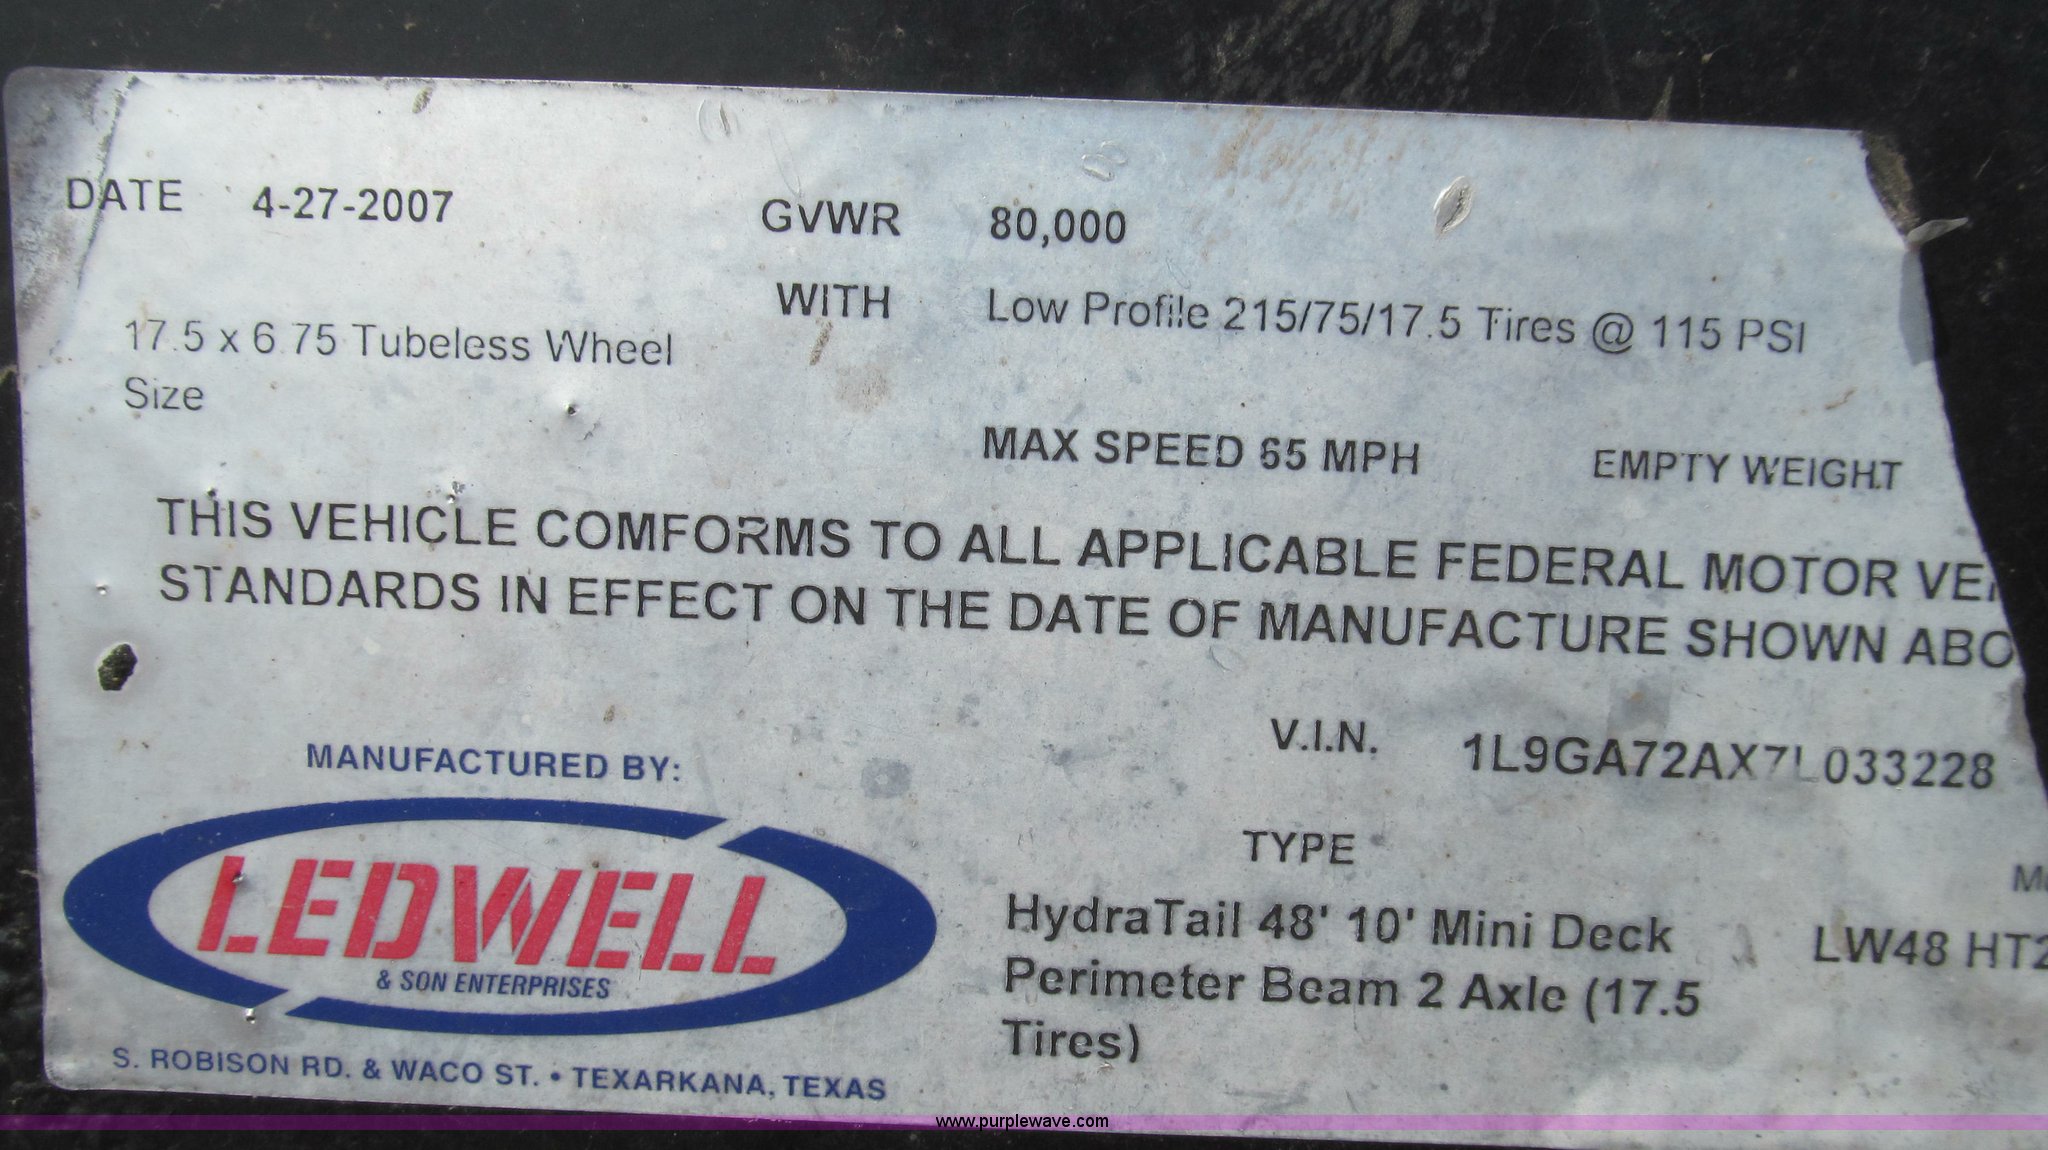 DATE 4-27-2007 GVWR 80,000
WITH Low Profile 215/75/17.5 Tires @ 115 PSI
17.5 x 6.75 Tubeless Wheel
Size
MAX SPEED 65 MPH EMPTY WEIGHT
THIS VEHICLE COMFORMS TO ALL APPLICABLE FEDERAL MOTOR VE
STANDARDS IN EFFECT ON THE DATE OF MANUFACTURE SHOWN ABO
V.I.N. 1L9GA72AX7L033228
MANUFACTURED BY:
LEDWELL
& SON ENTERPRISES
S. ROBISON RD. & WACO ST. • TEXARKANA, TEXAS
TYPE
HydraTail 48' 10' Mini Deck
Perimeter Beam 2 Axle (17.5
Tires)
LW48 HT2
www.purplewave.com